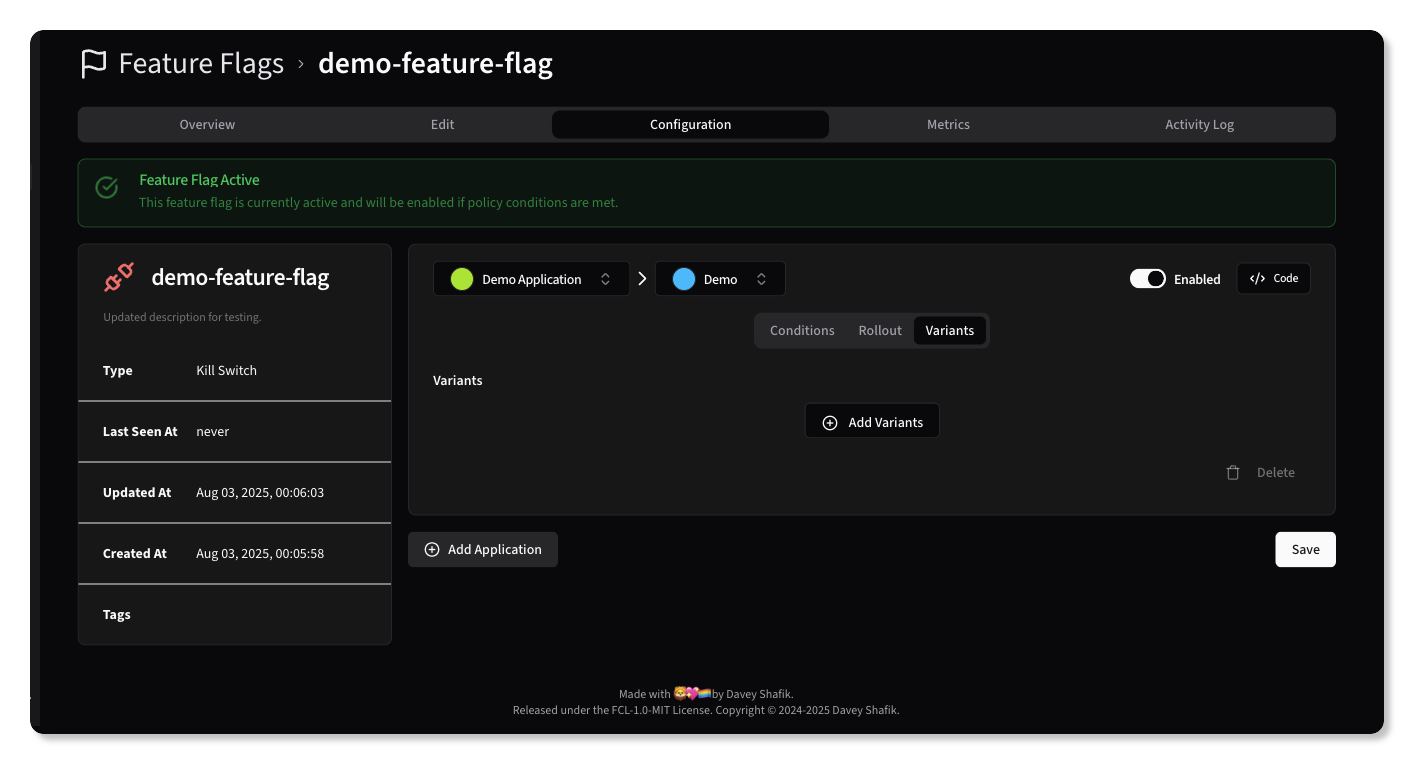 Feature Flags › demo-feature-flag
Overview Edit Configuration Metrics Activity Log
Feature Flag Active
This feature flag is currently active and will be enabled if policy conditions are met.
demo-feature-flag
Updated description for testing.
Type Kill Switch
Last Seen At never
Updated At Aug 03, 2025, 00:06:03
Created At Aug 03, 2025, 00:05:58
Tags
Demo Application Demo Enabled </> Code
Conditions Rollout Variants
Variants
Add Variants
Delete
Add Application Save
Made with 🦁💖🏳️‍🌈 by Davey Shafik.
Released under the FCL-1.0-MIT License. Copyright © 2024-2025 Davey Shafik.